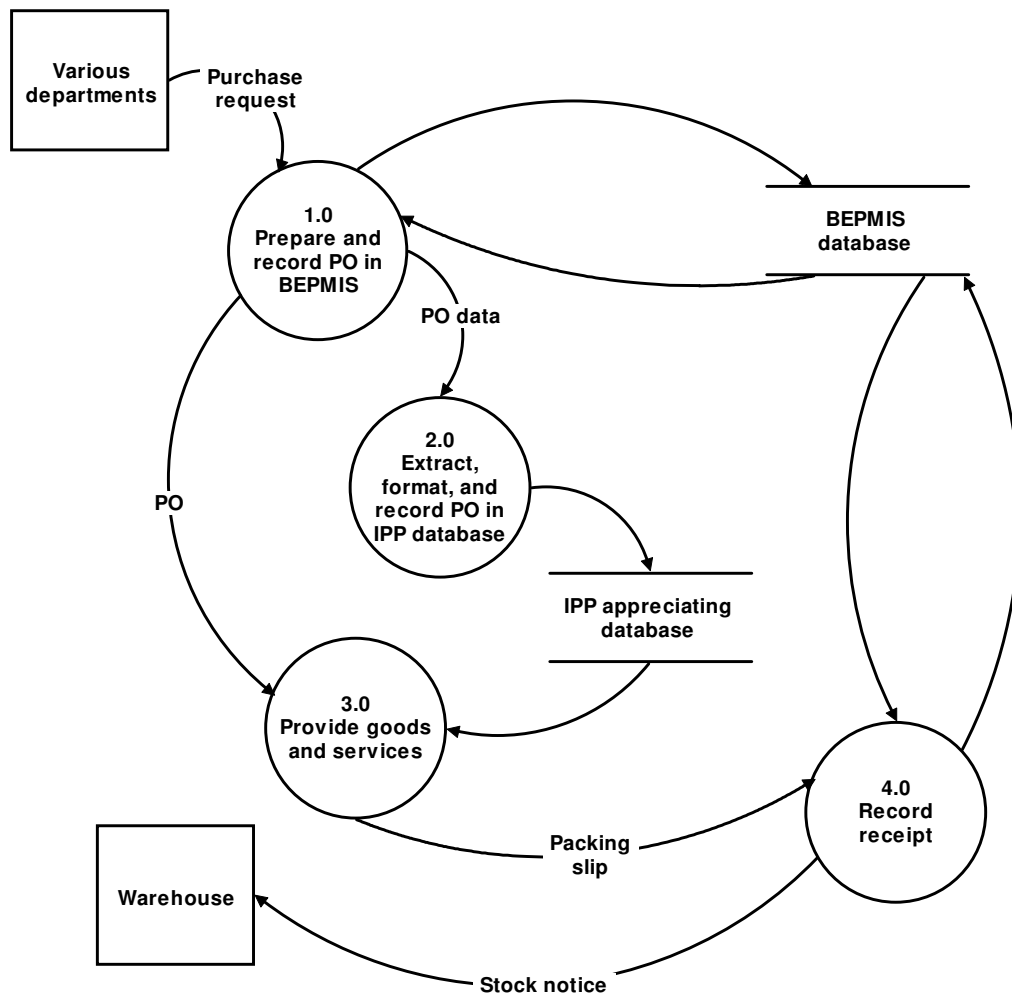 Various
departments
Purchase
request
1.0
Prepare and
record PO in
BEPMIS
BEPMIS
database
PO data
2.0
Extract,
format, and
record PO in
IPP database
PO
IPP appreciating
database
3.0
Provide goods
and services
4.0
Record
receipt
Packing
slip
Warehouse
Stock notice